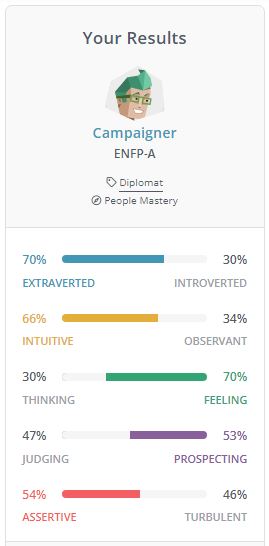 Your Results
Campaigner
ENFP-A
Diplomat
People Mastery
70% 30%
EXTRAVERTED INTROVERTED
66% 34%
INTUITIVE OBSERVANT
30% 70%
THINKING FEELING
47% 53%
JUDGING PROSPECTING
54% 46%
ASSERTIVE TURBULENT